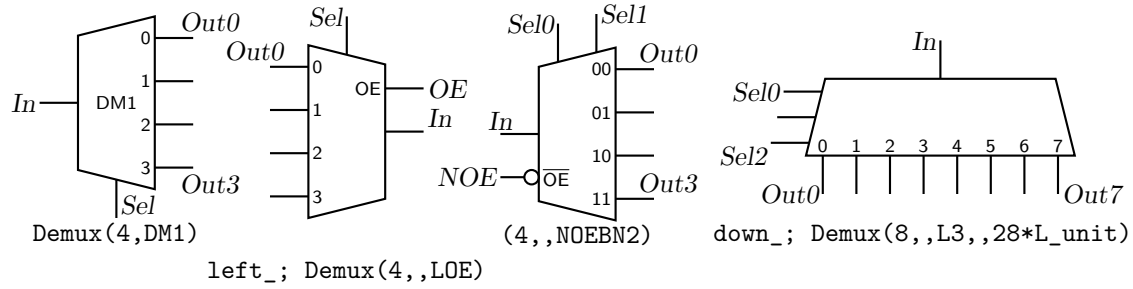 Out0
0
1
In
DM1
2
3
Out3
Sel
Demux(4,DM1)
Sel
Out0
0
OE
OE
1
In
2
3
left_; Demux(4,,LOE)
Sel0
Sel1
Out0
00
01
In
10
NOE
OE
Out3
11
(4,,NOEBN2)
In
Sel0
Sel2
0 1 2 3 4 5 6 7
Out0 Out7
down_; Demux(8,,L3,,28*L_unit)